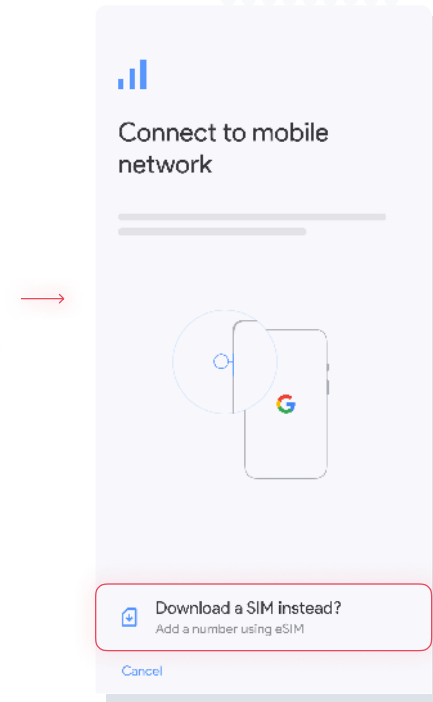 Connect to mobile
network
Download a SIM instead?
Add a number using eSIM
Cancel